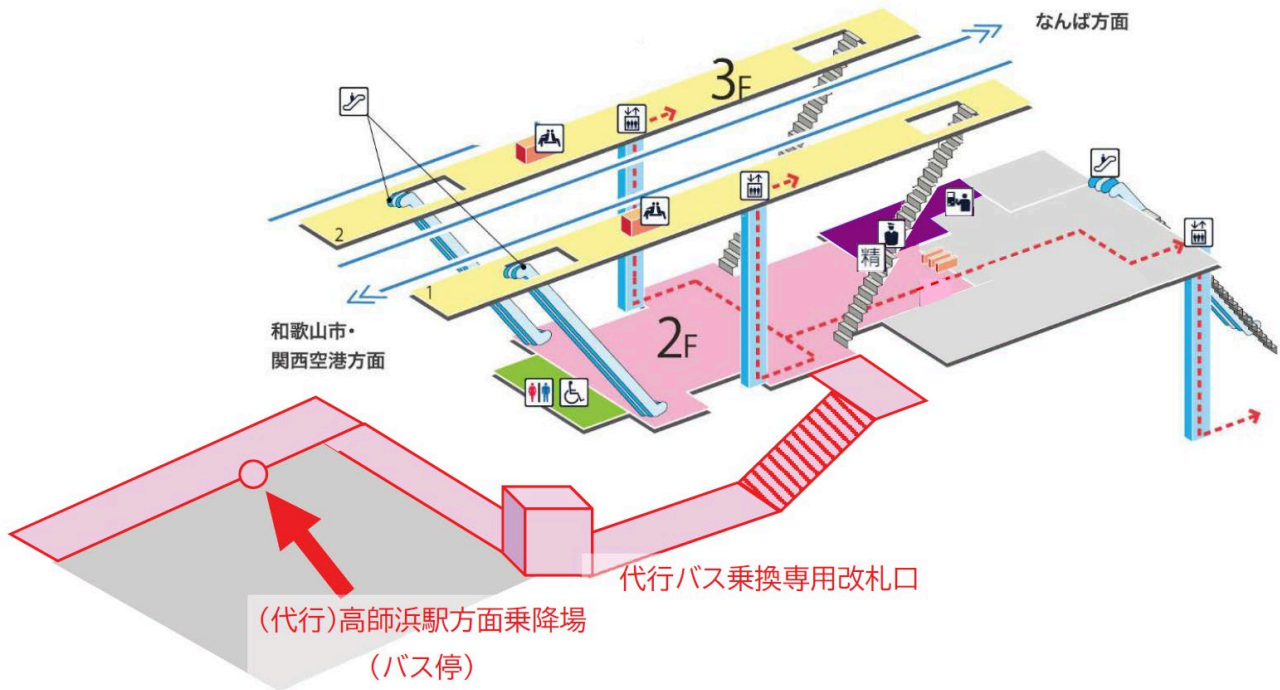 なんば方面
3F
2
1
和歌山市・
関西空港方面
精
2F
代行バス乗換専用改札口
(代行)高師浜駅方面乗降場
(バス停)